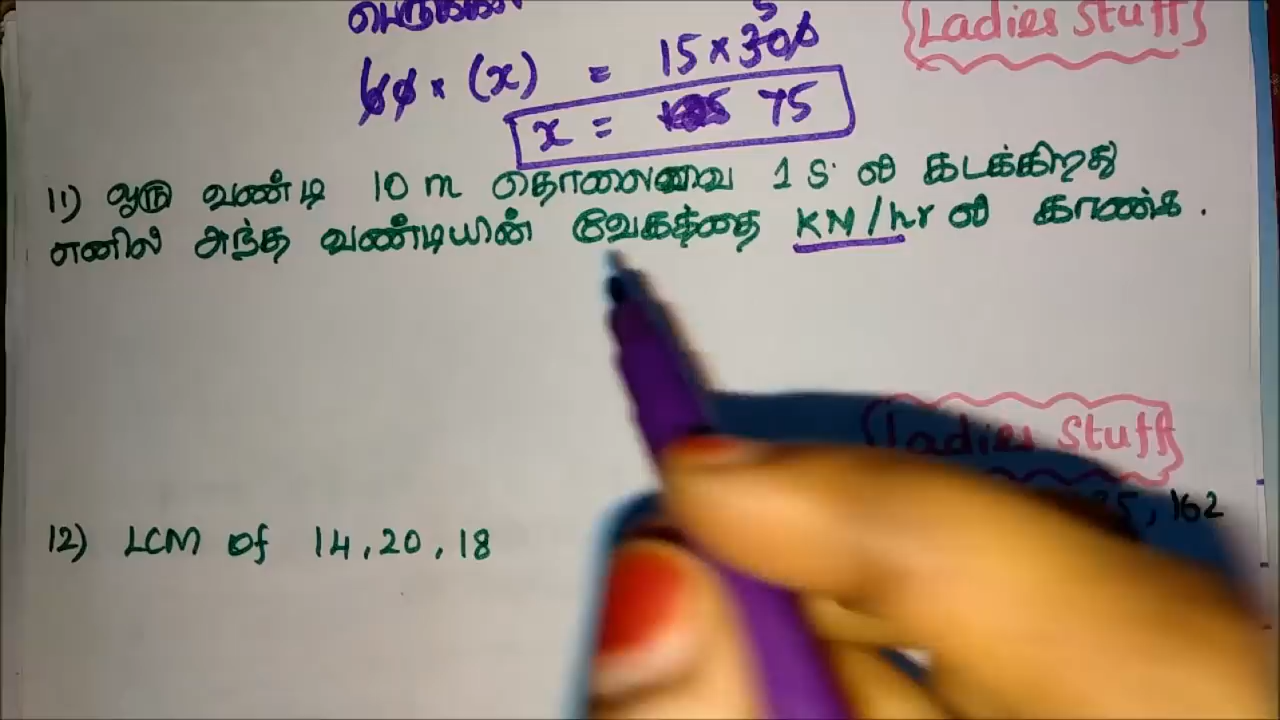 Ladies Stuff
60 × (x) = 15 × 300
5
x = 75
11) ஒரு வண்டி 10 m தொலைவை 1 s ல் கடக்கிறது
எனில் அந்த வண்டியின் வேகத்தை KM/hr ல் காண்க.
Ladies Stuff
162
12) LCM of 14, 20, 18